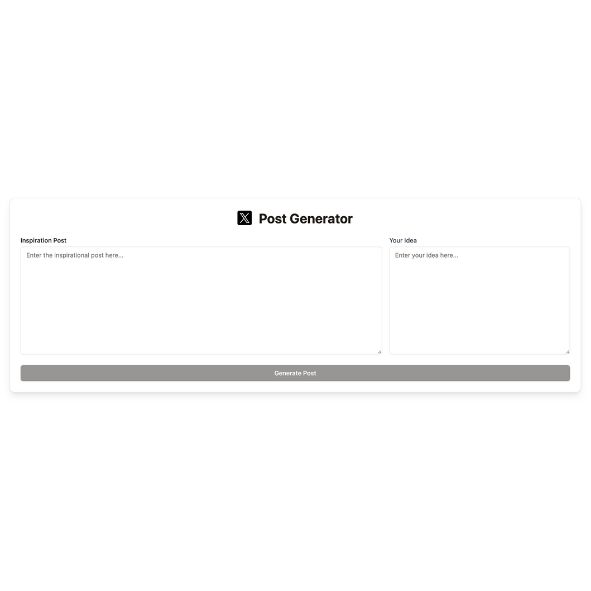 Post Generator
Inspiration Post
Your Idea
Enter the inspirational post here...
Enter your idea here...
Generate Post